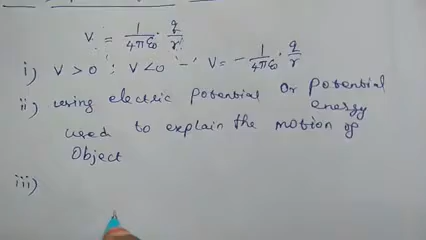 V = 1/4πε₀ · q/r
i) V > 0 : V < 0 - ' V = - 1/4πε₀ · q/r
ii) using electric potential or potential
energy
used to explain the motion of
Object
iii)